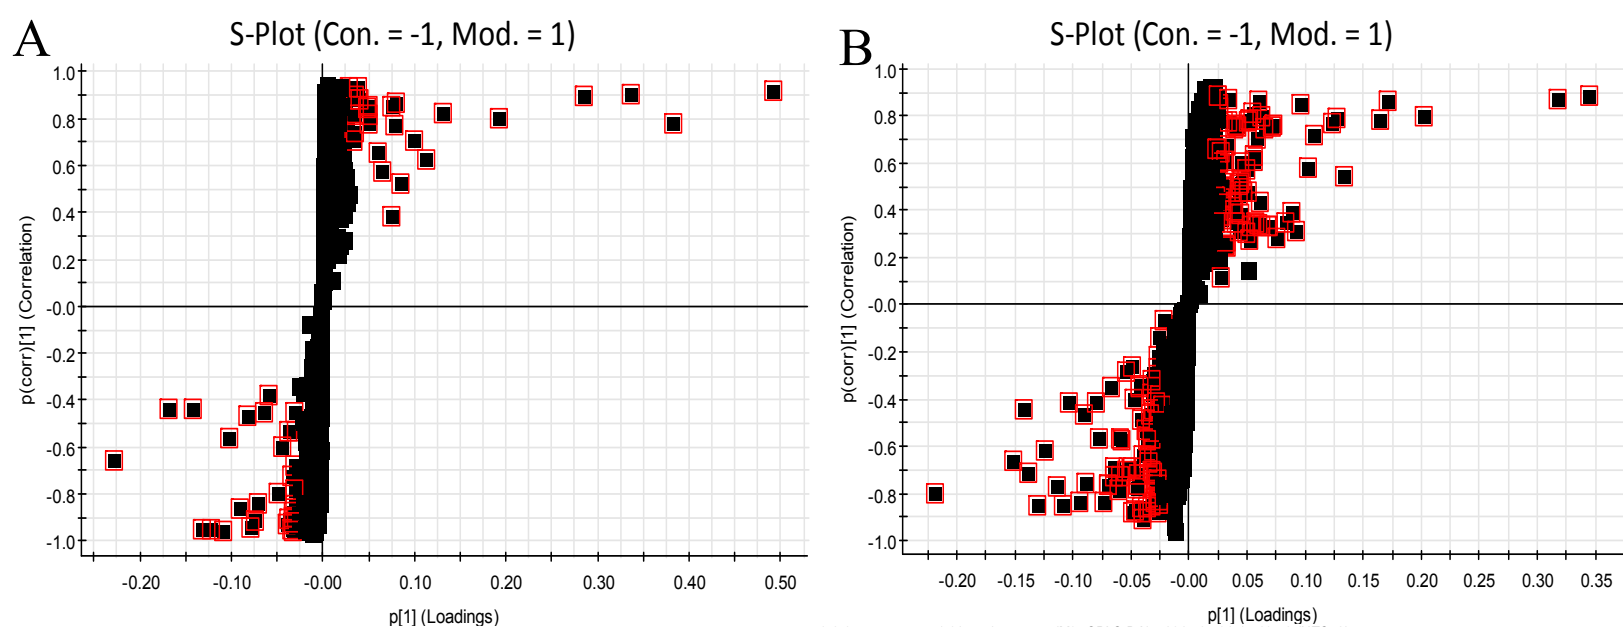 A
S-Plot (Con. = -1, Mod. = 1)
p(corr)[1] (Correlation)
1.0
0.8
0.6
0.4
0.2
-0.0
-0.2
-0.4
-0.6
-0.8
-1.0
-0.20 -0.10 -0.00 0.10 0.20 0.30 0.40 0.50
p[1] (Loadings)
B
S-Plot (Con. = -1, Mod. = 1)
p(corr)[1] (Correlation)
1.0
0.8
0.6
0.4
0.2
-0.0
-0.2
-0.4
-0.6
-0.8
-1.0
-0.20 -0.15 -0.10 -0.05 -0.00 0.05 0.10 0.15 0.20 0.25 0.30 0.35
p[1] (Loadings)